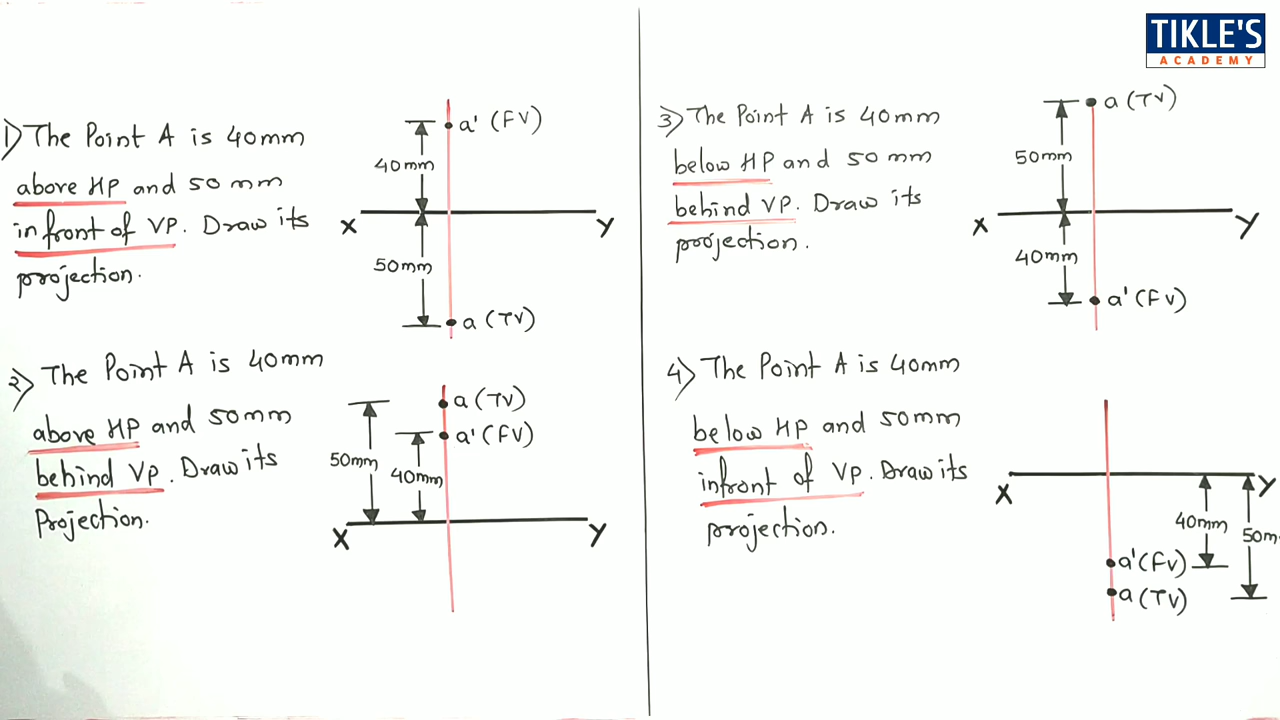 TIKLE'S
ACADEMY
1) The Point A is 40mm
above HP and 50 mm
infront of VP. Draw its
projection.
a' (FV)
40mm
X
Y
50mm
a (TV)
2) The Point A is 40mm
above HP and 50mm
behind VP. Draw its
Projection.
a (TV)
a' (FV)
50mm
40mm
X
Y
3) The Point A is 40mm
below HP and 50 mm
behind VP. Draw its
projection.
a (TV)
50mm
X
Y
40mm
a' (FV)
4) The Point A is 40mm
below HP and 50mm
infront of VP. Draw its
projection.
X
Y
40mm
50m
a' (FV)
a (TV)